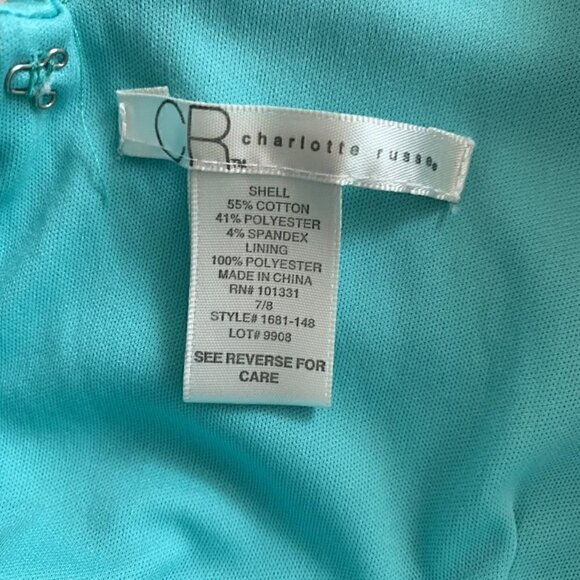 CR™ charlotte russe®
SHELL
55% COTTON
41% POLYESTER
4% SPANDEX
LINING
100% POLYESTER
MADE IN CHINA
RN# 101331
7/8
STYLE# 1681-148
LOT# 9908
SEE REVERSE FOR
CARE